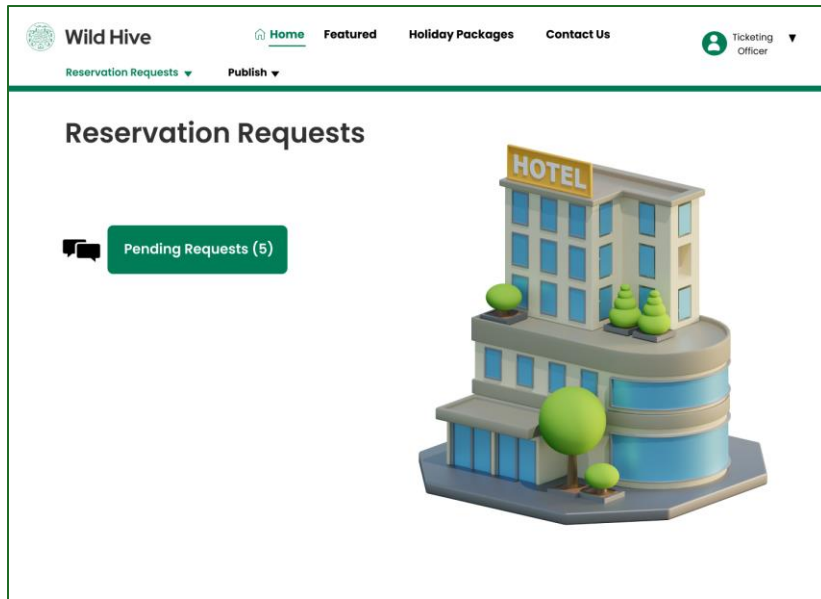 Wild Hive
Home Featured Holiday Packages Contact Us
Ticketing
Officer
Reservation Requests Publish
Reservation Requests
HOTEL
Pending Requests (5)